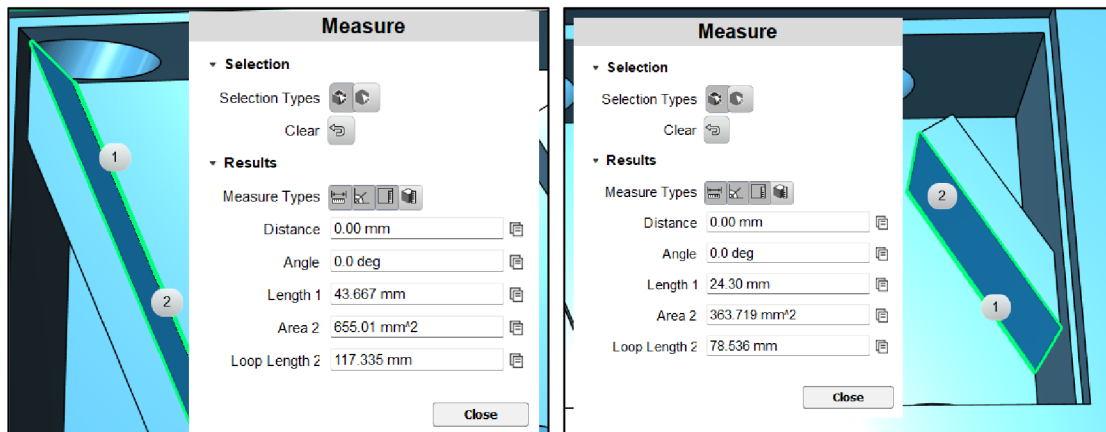 Measure
Selection
Selection Types
Clear
Results
Measure Types
Distance 0.00 mm
Angle 0.0 deg
Length 1 43.667 mm
Area 2 655.01 mm^2
Loop Length 2 117.335 mm
Close
1
2
Measure
Selection
Selection Types
Clear
Results
Measure Types
Distance 0.00 mm
Angle 0.0 deg
Length 1 24.30 mm
Area 2 363.719 mm^2
Loop Length 2 78.536 mm
Close
2
1